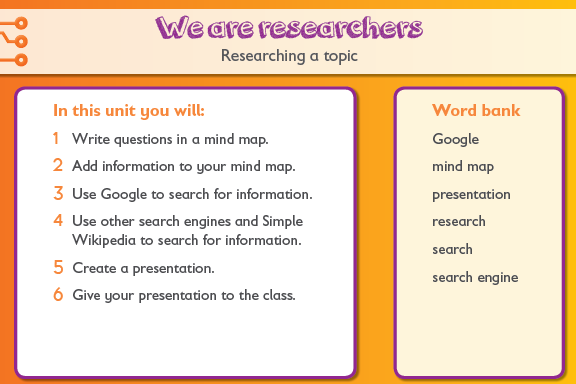 We are researchers
Researching a topic
In this unit you will:
1 Write questions in a mind map.
2 Add information to your mind map.
3 Use Google to search for information.
4 Use other search engines and Simple
Wikipedia to search for information.
5 Create a presentation.
6 Give your presentation to the class.
Word bank
Google
mind map
presentation
research
search
search engine